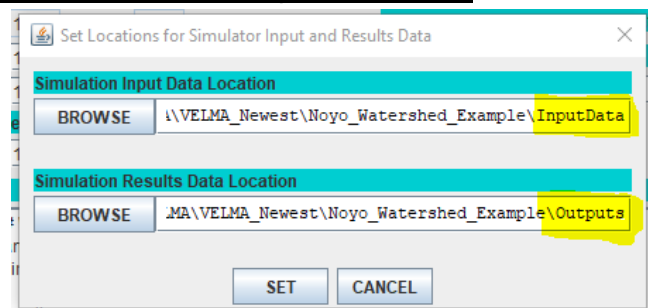 Set Locations for Simulator Input and Results Data
Simulation Input Data Location
BROWSE \VELMA_Newest\Noyo_Watershed_Example\InputData
Simulation Results Data Location
BROWSE MA\VELMA_Newest\Noyo_Watershed_Example\Outputs
SET CANCEL